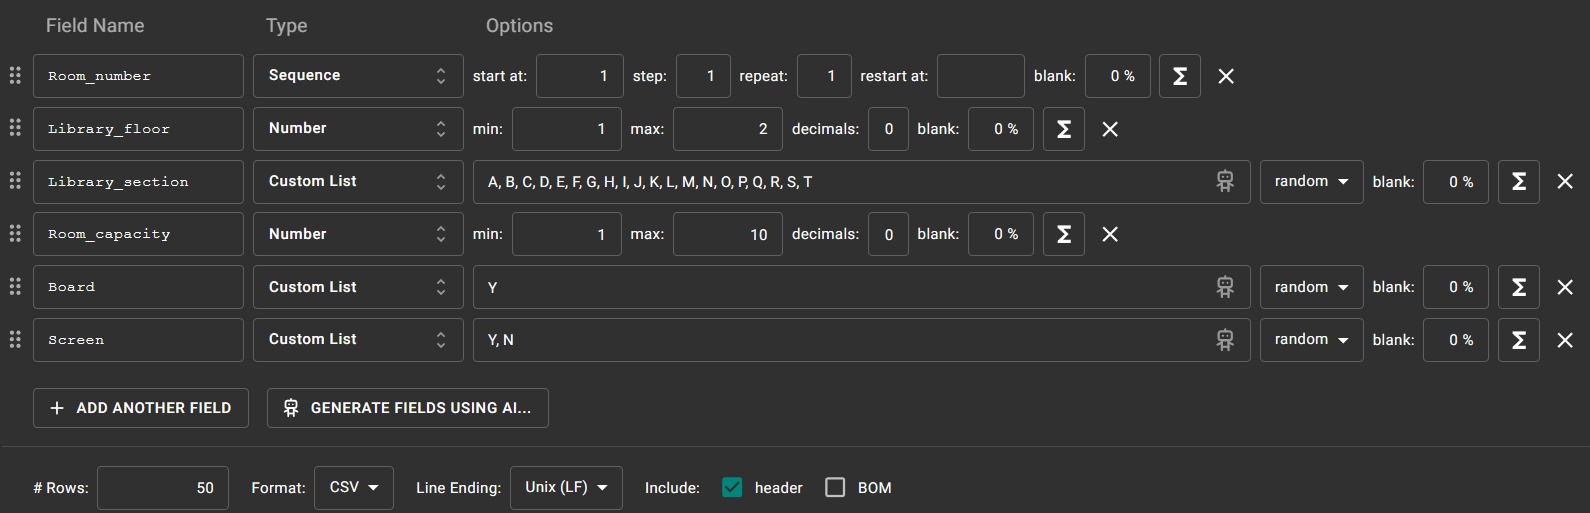 Field Name Type Options
Room_number Sequence start at: 1 step: 1 repeat: 1 restart at: blank: 0 % Σ
Library_floor Number min: 1 max: 2 decimals: 0 blank: 0 % Σ
Library_section Custom List A, B, C, D, E, F, G, H, I, J, K, L, M, N, O, P, Q, R, S, T random blank: 0 % Σ
Room_capacity Number min: 1 max: 10 decimals: 0 blank: 0 % Σ
Board Custom List Y random blank: 0 % Σ
Screen Custom List Y, N random blank: 0 % Σ
+ ADD ANOTHER FIELD GENERATE FIELDS USING AI...
# Rows: 50 Format: CSV Line Ending: Unix (LF) Include: header BOM